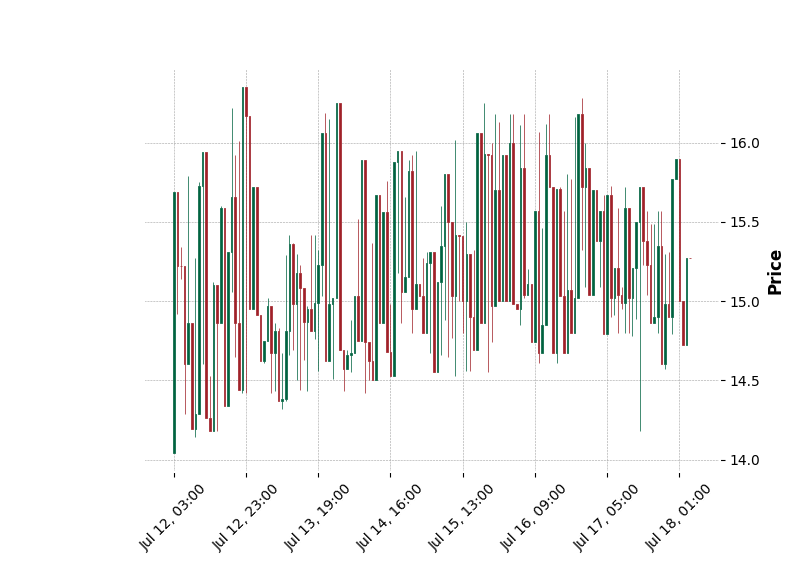 16.0
15.5
15.0
14.5
14.0
Price
Jul 12, 03:00
Jul 12, 23:00
Jul 13, 19:00
Jul 14, 16:00
Jul 15, 13:00
Jul 16, 09:00
Jul 17, 05:00
Jul 18, 01:00